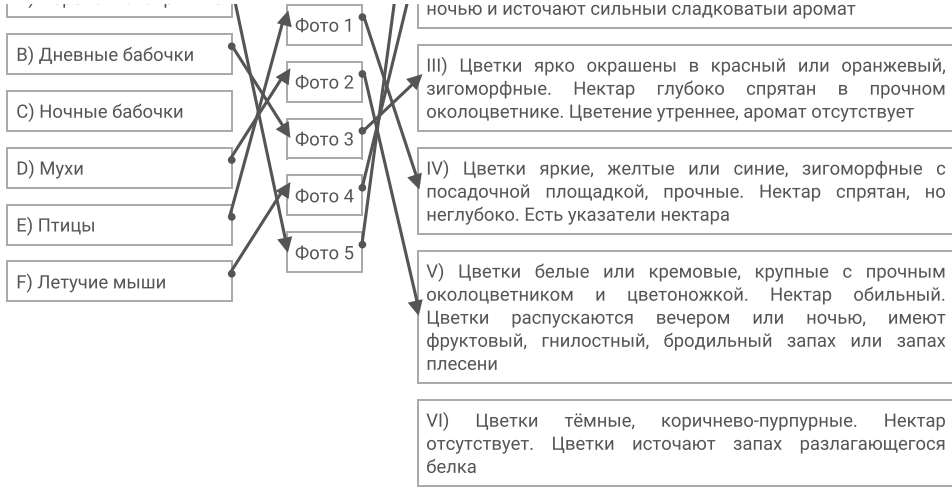 ночью и источают сильный сладковатый аромат
Фото 1
B) Дневные бабочки
Фото 2
III) Цветки ярко окрашены в красный или оранжевый,
зигоморфные. Нектар глубоко спрятан в прочном
околоцветнике. Цветение утреннее, аромат отсутствует
C) Ночные бабочки
Фото 3
D) Мухи
IV) Цветки яркие, желтые или синие, зигоморфные с
посадочной площадкой, прочные. Нектар спрятан, но
неглубоко. Есть указатели нектара
Фото 4
E) Птицы
Фото 5
F) Летучие мыши
V) Цветки белые или кремовые, крупные с прочным
околоцветником и цветоножкой. Нектар обильный.
Цветки распускаются вечером или ночью, имеют
фруктовый, гнилостный, бродильный запах или запах
плесени
VI) Цветки тёмные, коричнево-пурпурные. Нектар
отсутствует. Цветки источают запах разлагающегося
белка